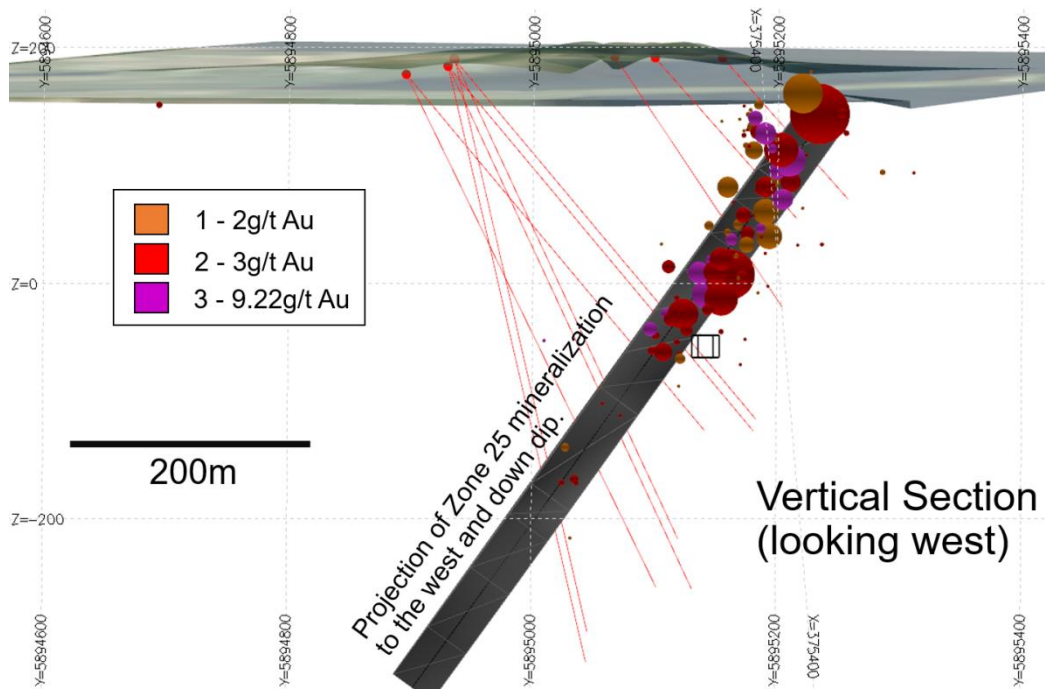 Y=5894600
Y=5894800
Y=5895000
X=375400
Y=5895200
Y=5895400
Z=200
1 - 2g/t Au
2 - 3g/t Au
3 - 9.22g/t Au
Z=0
Projection of Zone 25 mineralization
to the west and down dip.
200m
Vertical Section
(looking west)
Z=-200
Y=5894600
Y=5894800
Y=5895000
Y=5895200
X=375400
Y=5895400